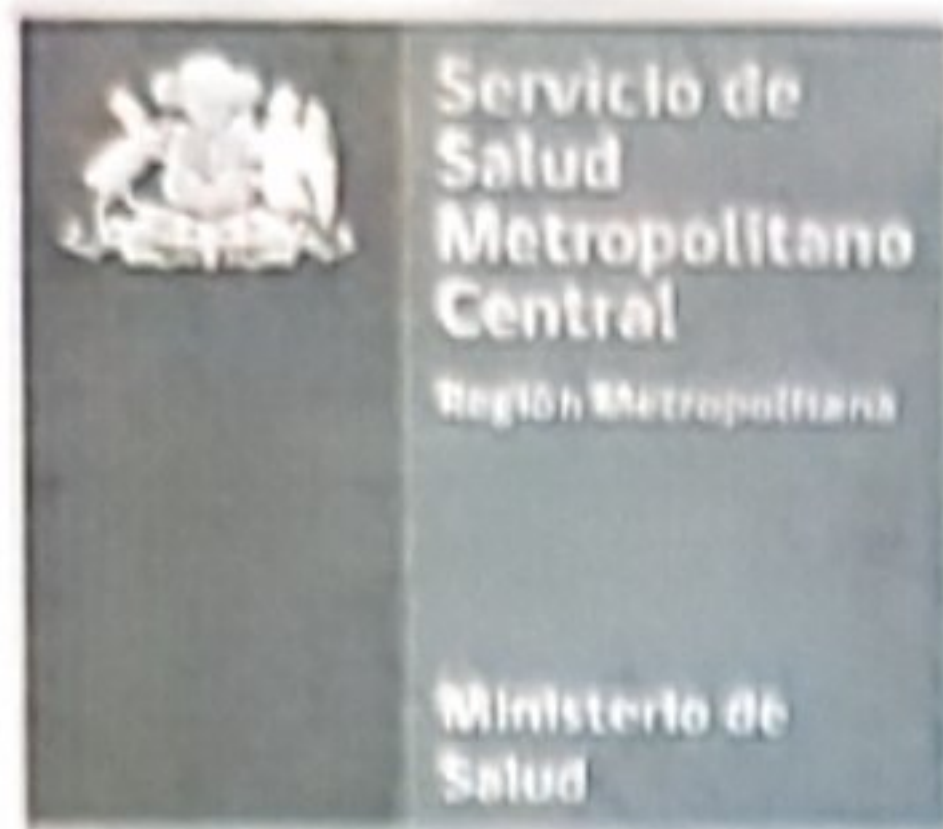 Servicio de
Salud
Metropolitano
Central
Región Metropolitana
Ministerio de
Salud